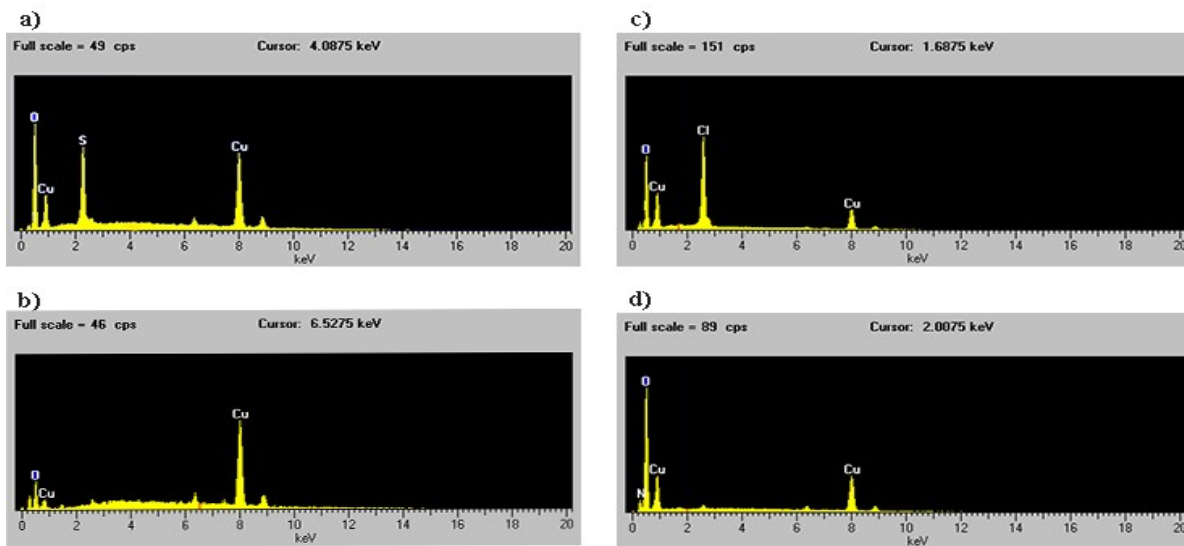 a)
Full scale = 49 cps Cursor: 4.0875 keV
O
S
Cu
Cu
0 2 4 6 8 10 12 14 16 18 20
keV
b)
Full scale = 46 cps Cursor: 6.5275 keV
Cu
O
Cu
0 2 4 6 8 10 12 14 16 18 20
keV
c)
Full scale = 151 cps Cursor: 1.6875 keV
Cl
O
Cu
Cu
0 2 4 6 8 10 12 14 16 18 20
keV
d)
Full scale = 89 cps Cursor: 2.0075 keV
O
Cu
Cu
N
0 2 4 6 8 10 12 14 16 18 20
keV